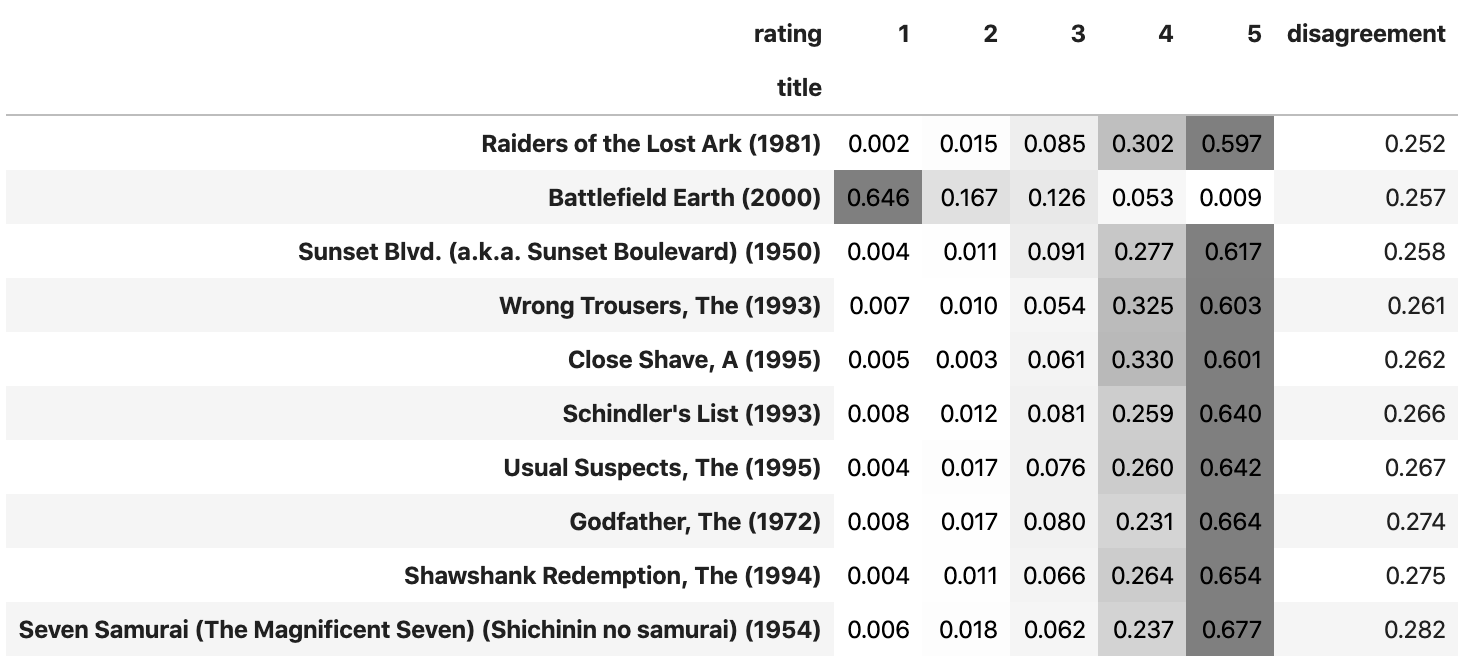 rating 1 2 3 4 5 disagreement
title
Raiders of the Lost Ark (1981) 0.002 0.015 0.085 0.302 0.597 0.252
Battlefield Earth (2000) 0.646 0.167 0.126 0.053 0.009 0.257
Sunset Blvd. (a.k.a. Sunset Boulevard) (1950) 0.004 0.011 0.091 0.277 0.617 0.258
Wrong Trousers, The (1993) 0.007 0.010 0.054 0.325 0.603 0.261
Close Shave, A (1995) 0.005 0.003 0.061 0.330 0.601 0.262
Schindler's List (1993) 0.008 0.012 0.081 0.259 0.640 0.266
Usual Suspects, The (1995) 0.004 0.017 0.076 0.260 0.642 0.267
Godfather, The (1972) 0.008 0.017 0.080 0.231 0.664 0.274
Shawshank Redemption, The (1994) 0.004 0.011 0.066 0.264 0.654 0.275
Seven Samurai (The Magnificent Seven) (Shichinin no samurai) (1954) 0.006 0.018 0.062 0.237 0.677 0.282